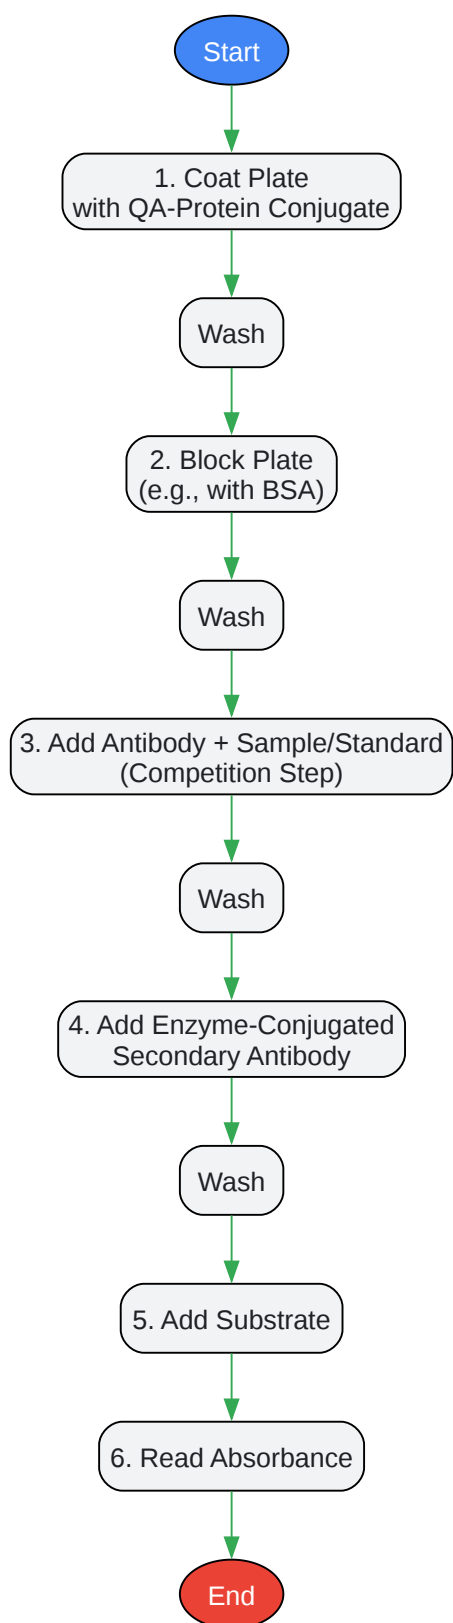 Start
1. Coat Plate
with QA-Protein Conjugate
Wash
2. Block Plate
(e.g., with BSA)
Wash
3. Add Antibody + Sample/Standard
(Competition Step)
Wash
4. Add Enzyme-Conjugated
Secondary Antibody
Wash
5. Add Substrate
6. Read Absorbance
End